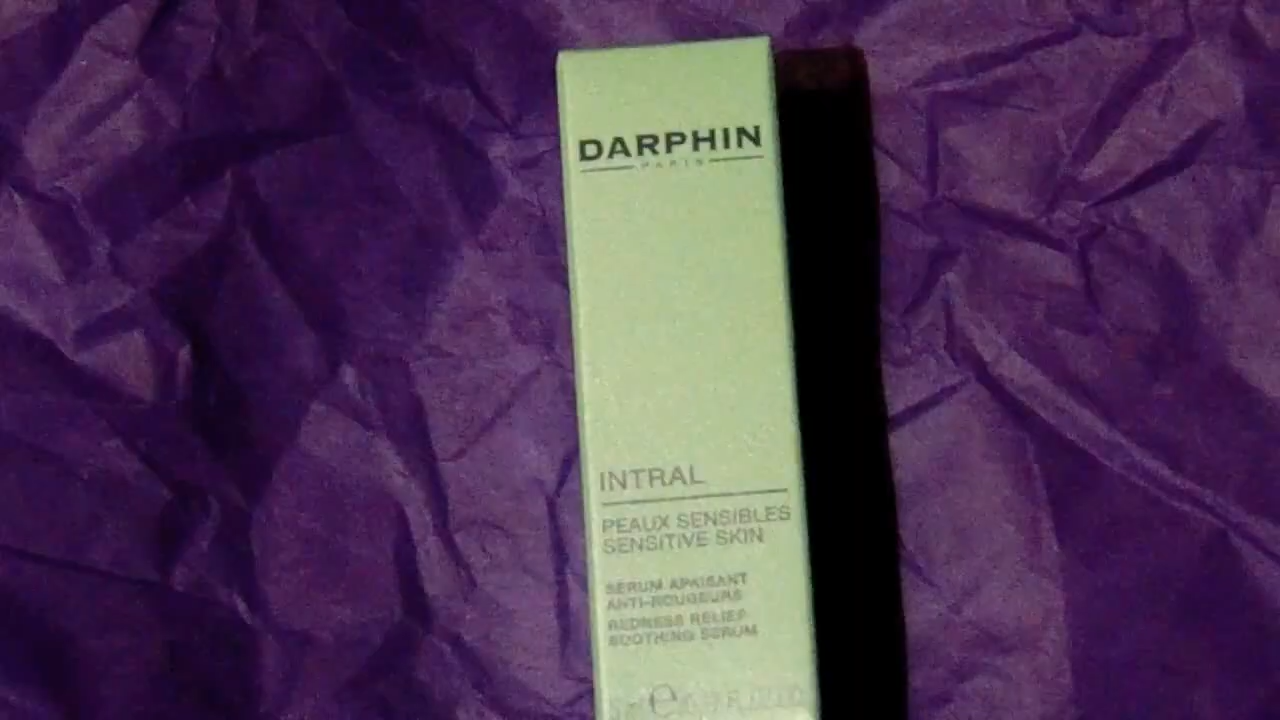 DARPHIN
PARIS
INTRAL
PEAUX SENSIBLES
SENSITIVE SKIN
SÉRUM APAISANT
ANTI-ROUGEURS
REDNESS RELIEF
SOOTHING SERUM